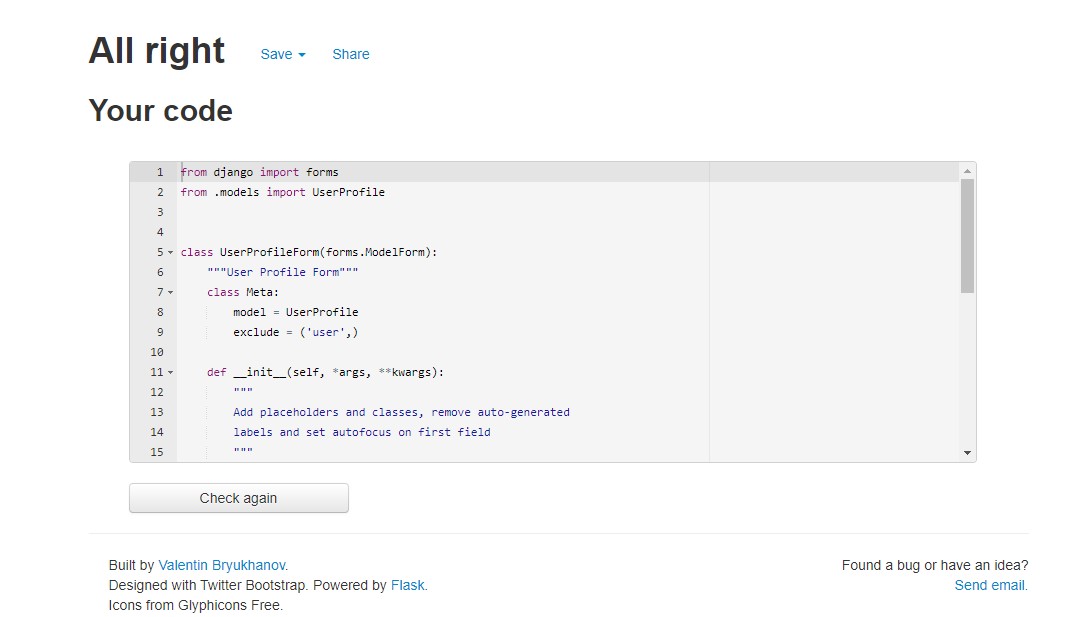 All right Save Share
Your code
1 from django import forms
2 from .models import UserProfile
3
4
5 class UserProfileForm(forms.ModelForm):
6 """User Profile Form"""
7 class Meta:
8 model = UserProfile
9 exclude = ('user',)
10
11 def __init__(self, *args, **kwargs):
12 """
13 Add placeholders and classes, remove auto-generated
14 labels and set autofocus on first field
15 """
Check again
Built by Valentin Bryukhanov. Found a bug or have an idea?
Designed with Twitter Bootstrap. Powered by Flask. Send email.
Icons from Glyphicons Free.